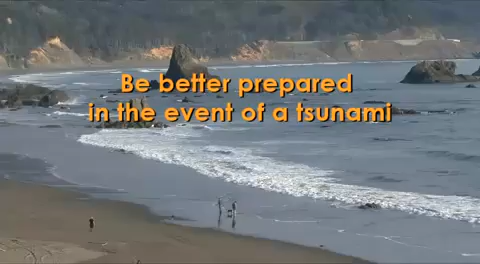 Be better prepared
in the event of a tsunami